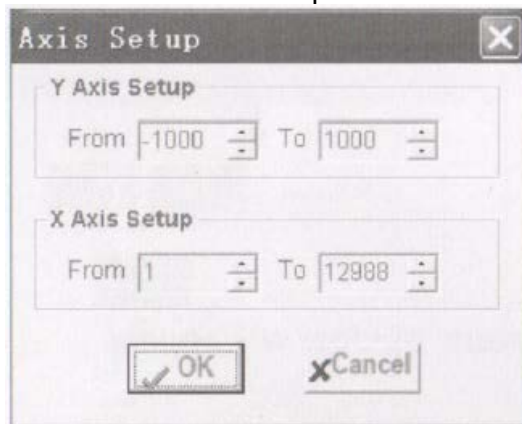 Axis Setup
Y Axis Setup
From -1000 To 1000
X Axis Setup
From 1 To 12988
OK Cancel